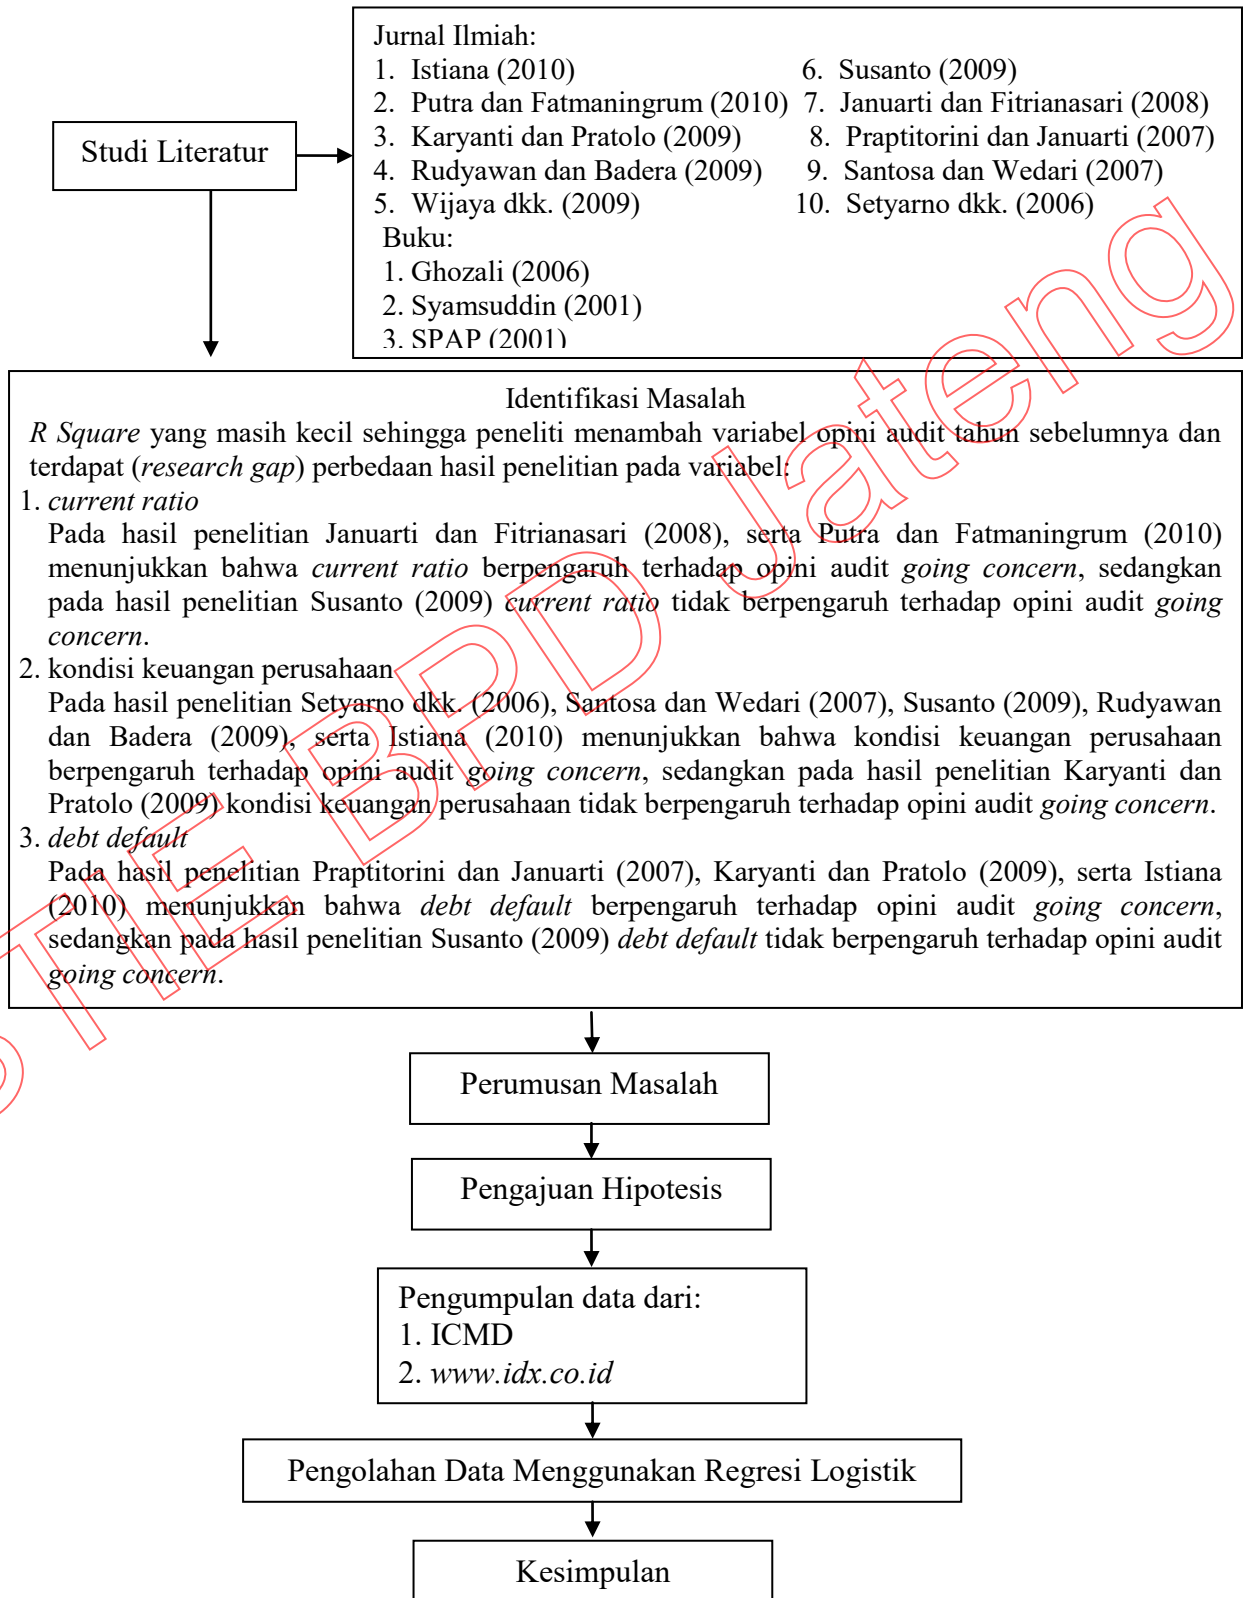 Jurnal Ilmiah:
1. Istiana (2010)
2. Putra dan Fatmaningrum (2010)
3. Karyanti dan Pratolo (2009)
4. Rudyawan dan Badera (2009)
5. Wijaya dkk. (2009)
6. Susanto (2009)
7. Januarti dan Fitrianasari (2008)
8. Praptitorini dan Januarti (2007)
9. Santosa dan Wedari (2007)
10. Setyarno dkk. (2006)
Buku:
1. Ghozali (2006)
2. Syamsuddin (2001)
3. SPAP (2001)
Studi Literatur
Identifikasi Masalah
R Square yang masih kecil sehingga peneliti menambah variabel opini audit tahun sebelumnya dan
terdapat (research gap) perbedaan hasil penelitian pada variabel:
1. current ratio
Pada hasil penelitian Januarti dan Fitrianasari (2008), serta Putra dan Fatmaningrum (2010)
menunjukkan bahwa current ratio berpengaruh terhadap opini audit going concern, sedangkan
pada hasil penelitian Susanto (2009) current ratio tidak berpengaruh terhadap opini audit going
concern.
2. kondisi keuangan perusahaan
Pada hasil penelitian Setyarno dkk. (2006), Santosa dan Wedari (2007), Susanto (2009), Rudyawan
dan Badera (2009), serta Istiana (2010) menunjukkan bahwa kondisi keuangan perusahaan
berpengaruh terhadap opini audit going concern, sedangkan pada hasil penelitian Karyanti dan
Pratolo (2009) kondisi keuangan perusahaan tidak berpengaruh terhadap opini audit going concern.
3. debt default
Pada hasil penelitian Praptitorini dan Januarti (2007), Karyanti dan Pratolo (2009), serta Istiana
(2010) menunjukkan bahwa debt default berpengaruh terhadap opini audit going concern,
sedangkan pada hasil penelitian Susanto (2009) debt default tidak berpengaruh terhadap opini audit
going concern.
Perumusan Masalah
Pengajuan Hipotesis
Pengumpulan data dari:
1. ICMD
2. www.idx.co.id
Pengolahan Data Menggunakan Regresi Logistik
Kesimpulan
STIE BPD Jateng